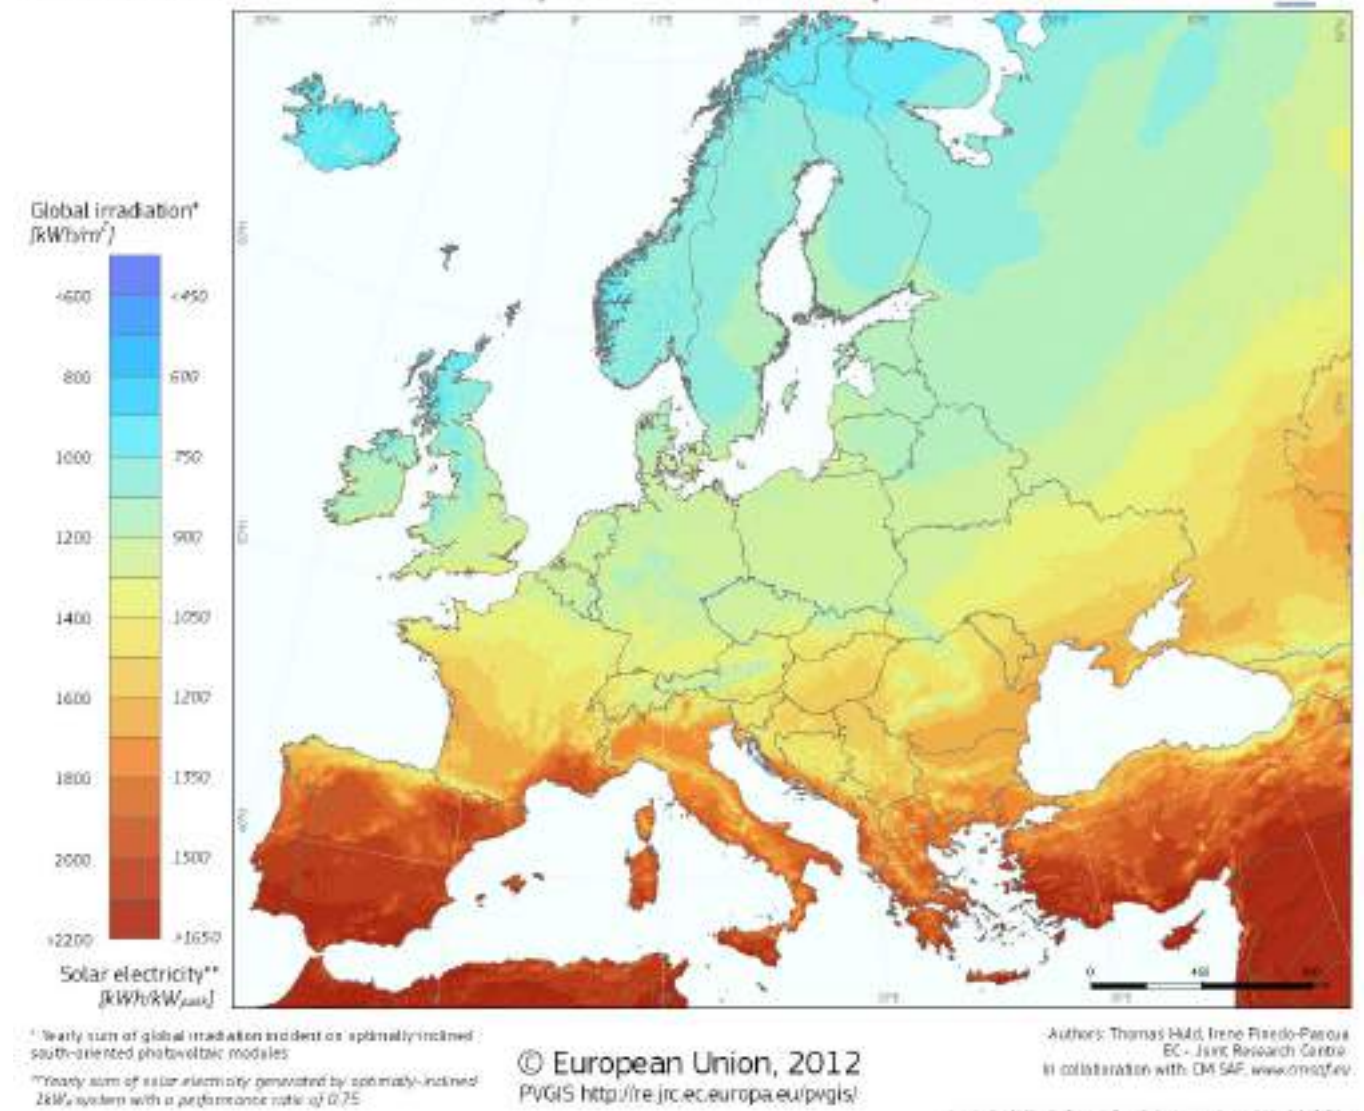 Global irradiation*
[kWh/m²]
<600 <450
800 600
1000 750
1200 900
1400 1050
1600 1200
1800 1350
2000 1500
>2200 >1650
Solar electricity**
[kWh/kWpeak]
0 400
* Yearly sum of global irradiation incident on optimally-inclined
south-oriented photovoltaic modules
**Yearly sum of solar electricity generated by optimally-inclined
1kWp system with a performance ratio of 0.75
© European Union, 2012
PVGIS http://re.jrc.ec.europa.eu/pvgis/
Authors: Thomas Huld, Irene Pinedo-Pascua
EC - Joint Research Centre
In collaboration with: CM SAF, www.cmsaf.eu